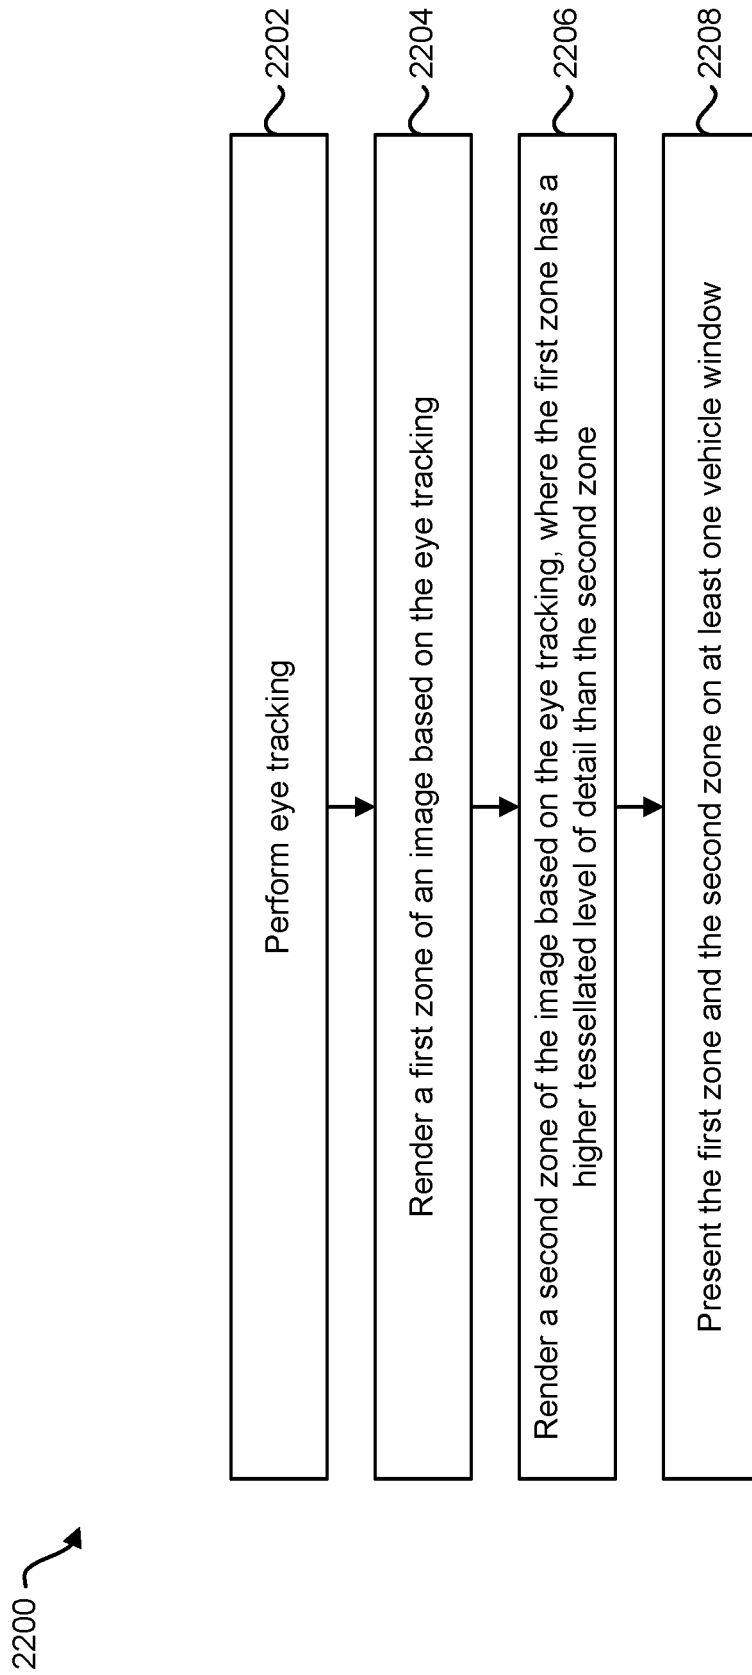 2200
Perform eye tracking
2202
Render a first zone of an image based on the eye tracking
2204
Render a second zone of the image based on the eye tracking, where the first zone has a
higher tessellated level of detail than the second zone
2206
Present the first zone and the second zone on at least one vehicle window
2208